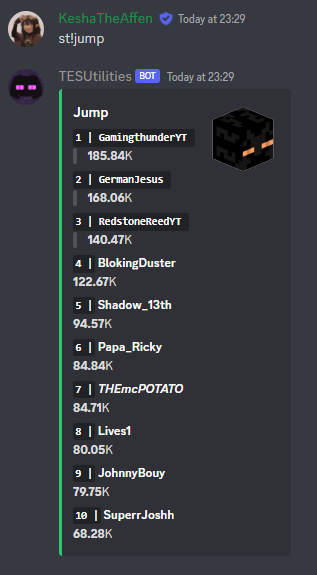 KeshaTheAffen Today at 23:29
st!jump
TESUtilities BOT Today at 23:29
Jump
1 | GamingthunderYT
185.84K
2 | GermanJesus
168.06K
3 | RedstoneReedYT
140.47K
4 | BlokingDuster
122.67K
5 | Shadow_13th
94.57K
6 | Papa_Ricky
84.84K
7 | THEmcPOTATO
84.71K
8 | Lives1
80.05K
9 | JohnnyBouy
79.75K
10 | SuperrJoshh
68.28K